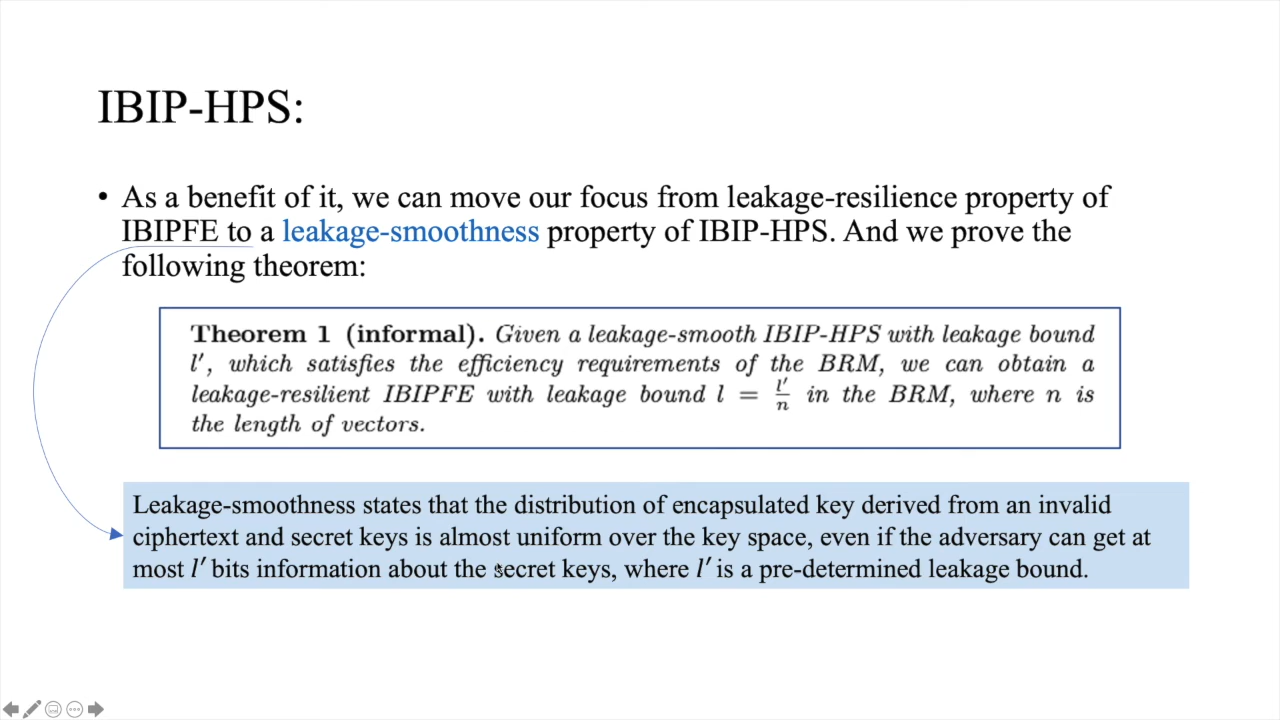 IBIP-HPS:
• As a benefit of it, we can move our focus from leakage-resilience property of
IBIPFE to a leakage-smoothness property of IBIP-HPS. And we prove the
following theorem:
Theorem 1 (informal). Given a leakage-smooth IBIP-HPS with leakage bound
l′, which satisfies the efficiency requirements of the BRM, we can obtain a
leakage-resilient IBIPFE with leakage bound l = l′/n in the BRM, where n is
the length of vectors.
Leakage-smoothness states that the distribution of encapsulated key derived from an invalid
ciphertext and secret keys is almost uniform over the key space, even if the adversary can get at
most l′ bits information about the secret keys, where l′ is a pre-determined leakage bound.